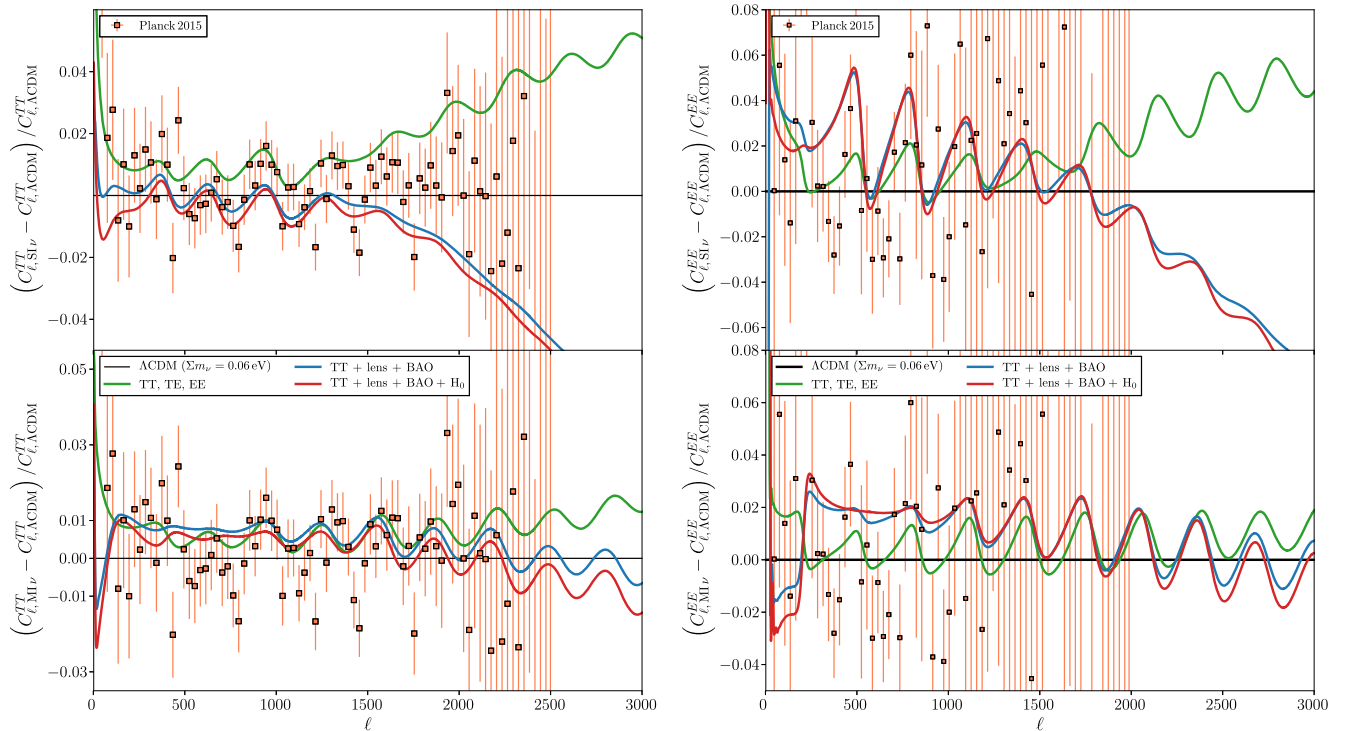 Planck 2015
(C^{TT}_{ℓ,SIν} − C^{TT}_{ℓ,ΛCDM}) / C^{TT}_{ℓ,ΛCDM}
0.04
0.02
0.00
−0.02
−0.04
Planck 2015
(C^{EE}_{ℓ,SIν} − C^{EE}_{ℓ,ΛCDM}) / C^{EE}_{ℓ,ΛCDM}
0.08
0.06
0.04
0.02
0.00
−0.02
−0.04
−0.06
0.08
ΛCDM (Σm_ν = 0.06 eV)
TT, TE, EE
TT + lens + BAO
TT + lens + BAO + H_0
(C^{TT}_{ℓ,MIν} − C^{TT}_{ℓ,ΛCDM}) / C^{TT}_{ℓ,ΛCDM}
0.05
0.03
0.01
0.00
−0.01
−0.03
0 500 1000 1500 2000 2500 3000
ℓ
ΛCDM (Σm_ν = 0.06 eV)
TT, TE, EE
TT + lens + BAO
TT + lens + BAO + H_0
(C^{EE}_{ℓ,MIν} − C^{EE}_{ℓ,ΛCDM}) / C^{EE}_{ℓ,ΛCDM}
0.06
0.04
0.02
0.00
−0.02
−0.04
0 500 1000 1500 2000 2500 3000
ℓ